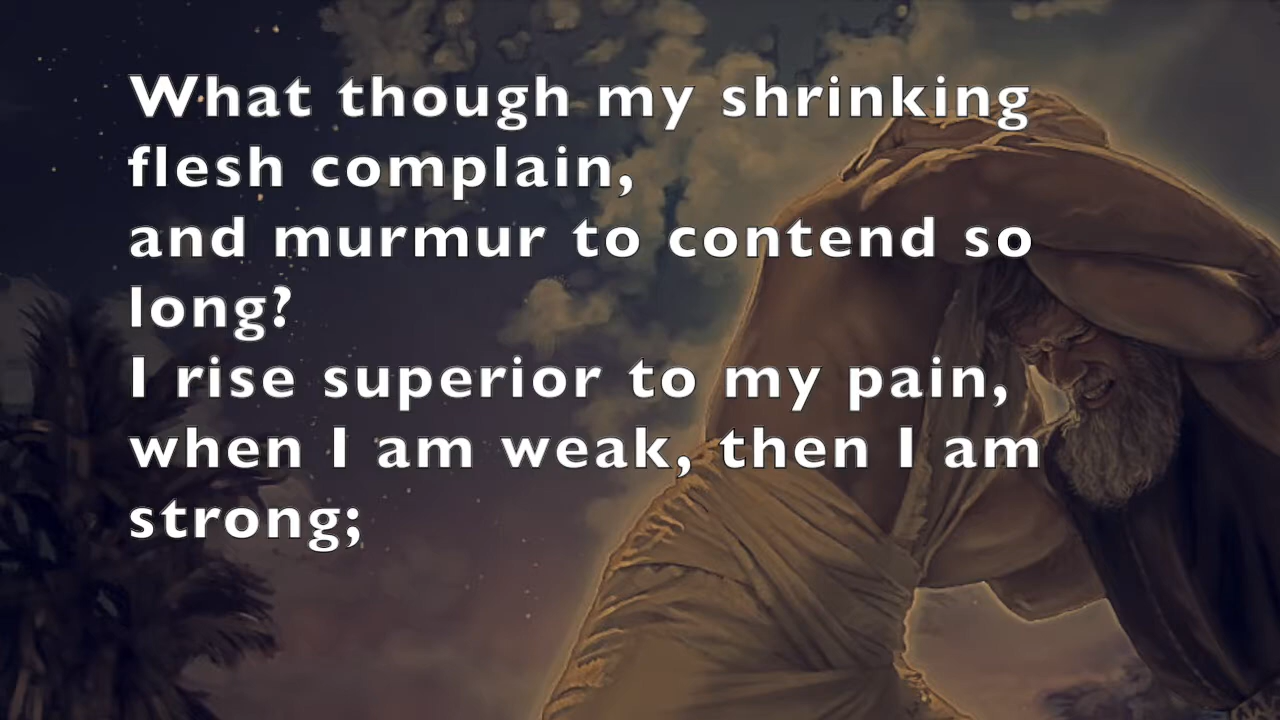 What though my shrinking
flesh complain,
and murmur to contend so
long?
I rise superior to my pain,
when I am weak, then I am
strong;